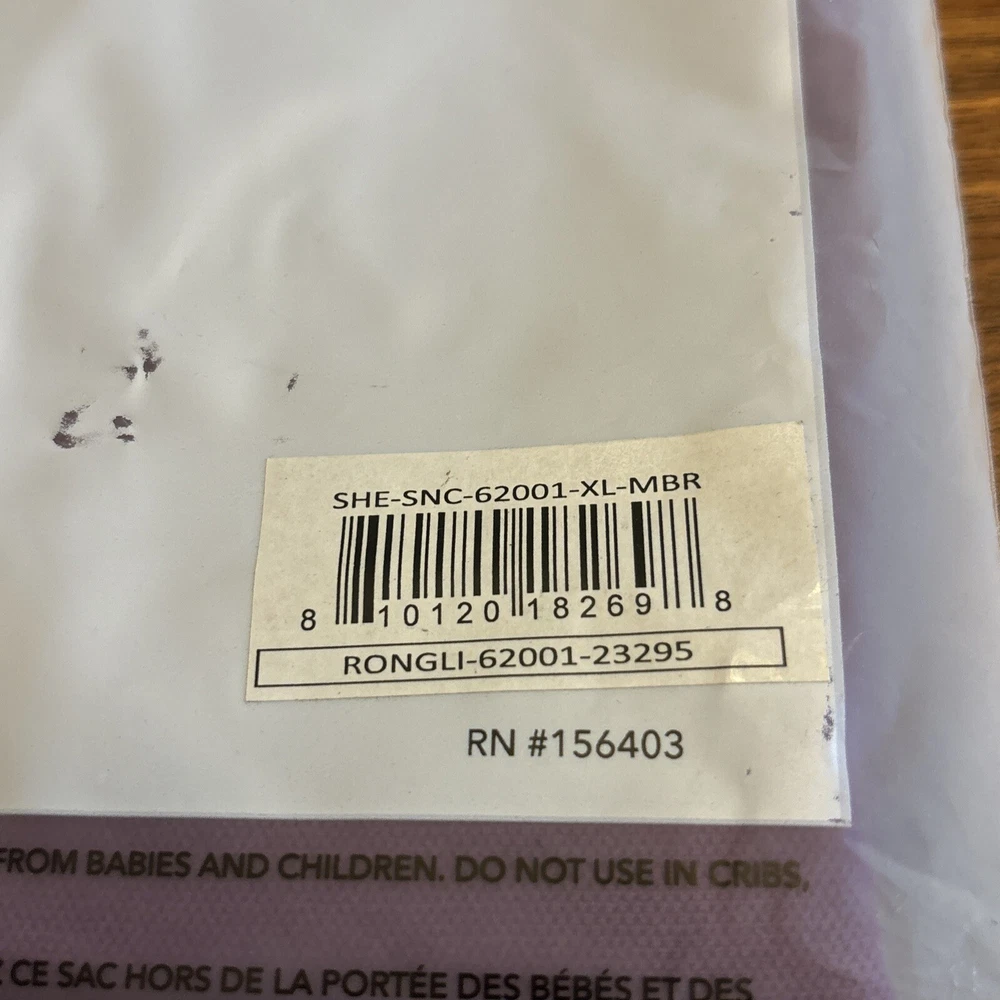 SHE-SNC-62001-XL-MBR
8 10120 18269 8
RONGLI-62001-23295
RN #156403
FROM BABIES AND CHILDREN. DO NOT USE IN CRIBS,
CE SAC HORS DE LA PORTÉE DES BÉBÉS ET DES